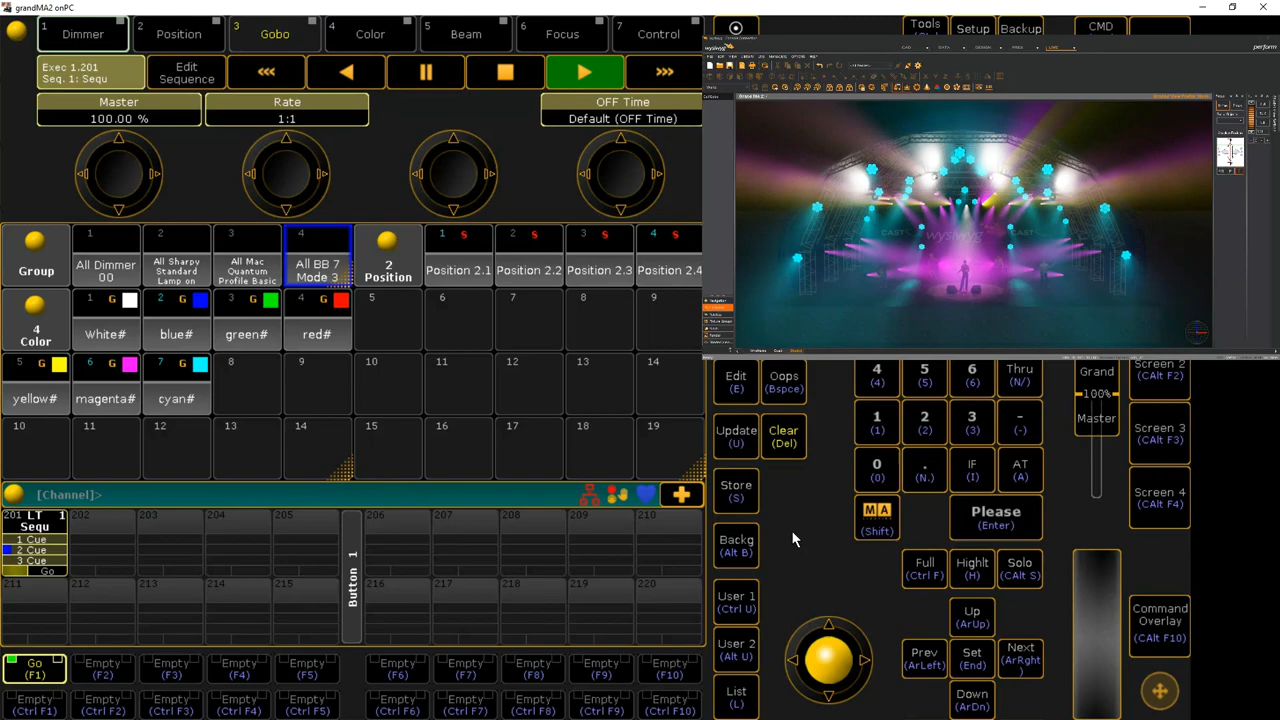 grandMA2 onPC
1 Dimmer
2 Position
3 Gobo
4 Color
5 Beam
6 Focus
7 Control
Tools
Setup
Backup
CMD
Exec 1.201
Seq. 1: Sequ
Edit
Sequence
Master
100.00 %
Rate
1:1
OFF Time
Default (OFF Time)
wysiwyg
perform
CAST
wysiwyg
CAST
Group
1
All Dimmer
00
2
All Sharpy
Standard
Lamp on
3
All Mac
Quantum
Profile Basic
4
All BB 7
Mode 3
2
Position
1 S
Position 2.1
2 S
Position 2.2
3 S
Position 2.3
4 S
Position 2.4
4
Color
1 G
White#
2 G
blue#
3 G
green#
4 G
red#
5
6
7
8
9
5 G
yellow#
6 G
magenta#
7 G
cyan#
8
9
10
11
12
13
14
10
11
12
13
14
15
16
17
18
19
[Channel]>
201 LT 1
Sequ
1 Cue
2 Cue
3 Cue
Go
202
203
204
205
Button 1
206
207
208
209
210
211
212
213
214
215
216
217
218
219
220
Go
(F1)
Empty
(F2)
Empty
(F3)
Empty
(F4)
Empty
(F5)
Empty
(F6)
Empty
(F7)
Empty
(F8)
Empty
(F9)
Empty
(F10)
Empty
(Ctrl F1)
Empty
(Ctrl F2)
Empty
(Ctrl F3)
Empty
(Ctrl F4)
Empty
(Ctrl F5)
Empty
(Ctrl F6)
Empty
(Ctrl F7)
Empty
(Ctrl F8)
Empty
(Ctrl F9)
Empty
(Ctrl F10)
Edit
(E)
Oops
(Bspce)
Update
(U)
Clear
(Del)
Store
(S)
Backg
(Alt B)
User 1
(Ctrl U)
User 2
(Alt U)
List
(L)
4
(4)
5
(5)
6
(6)
Thru
(N/)
1
(1)
2
(2)
3
(3)
-
(-)
0
(0)
.
(N.)
IF
(I)
AT
(A)
MA
(Shift)
Please
(Enter)
Full
(Ctrl F)
Highlt
(H)
Solo
(CAlt S)
Up
(ArUp)
Prev
(ArLeft)
Set
(End)
Next
(ArRght
)
Down
(ArDn)
Grand
100%
Master
Screen 2
(CAlt F2)
Screen 3
(CAlt F3)
Screen 4
(CAlt F4)
Command
Overlay
(CAlt F10)